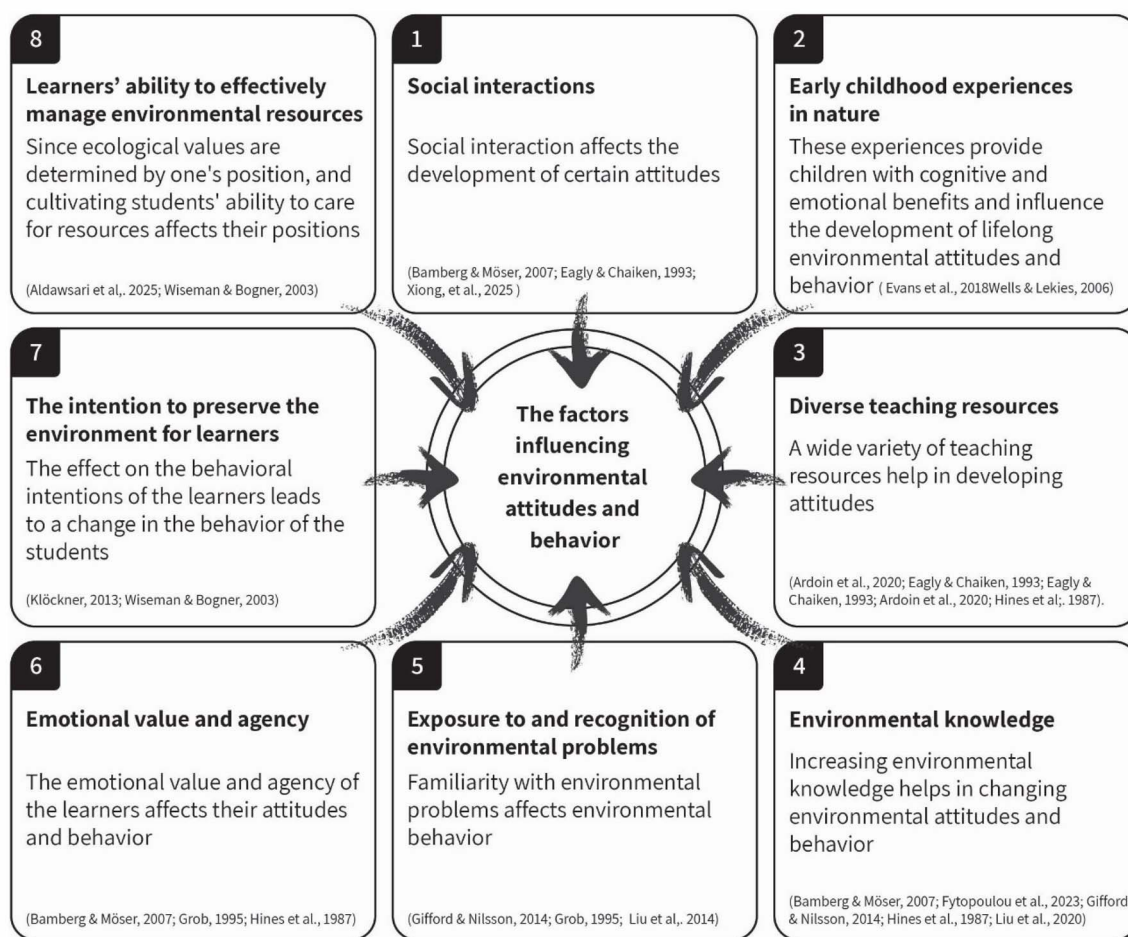 8
Learners' ability to effectively
manage environmental resources
Since ecological values are
determined by one's position, and
cultivating students' ability to care
for resources affects their positions
(Aldawsari et al,. 2025; Wiseman & Bogner, 2003)
1
Social interactions
Social interaction affects the
development of certain attitudes
(Bamberg & Möser, 2007; Eagly & Chaiken, 1993;
Xiong, et al., 2025 )
2
Early childhood experiences
in nature
These experiences provide
children with cognitive and
emotional benefits and influence
the development of lifelong
environmental attitudes and
behavior ( Evans et al., 2018Wells & Lekies, 2006)
7
The intention to preserve the
environment for learners
The effect on the behavioral
intentions of the learners leads
to a change in the behavior of the
students
(Klöckner, 2013; Wiseman & Bogner, 2003)
The factors
influencing
environmental
attitudes and
behavior
3
Diverse teaching resources
A wide variety of teaching
resources help in developing
attitudes
(Ardoin et al., 2020; Eagly & Chaiken, 1993; Eagly &
Chaiken, 1993; Ardoin et al., 2020; Hines et al;. 1987).
6
Emotional value and agency
The emotional value and agency of
the learners affects their attitudes
and behavior
(Bamberg & Möser, 2007; Grob, 1995; Hines et al., 1987)
5
Exposure to and recognition of
environmental problems
Familiarity with environmental
problems affects environmental
behavior
(Gifford & Nilsson, 2014; Grob, 1995; Liu et al,. 2014)
4
Environmental knowledge
Increasing environmental
knowledge helps in changing
environmental attitudes and
behavior
(Bamberg & Möser, 2007; Fytopoulou et al., 2023; Gifford
& Nilsson, 2014; Hines et al., 1987; Liu et al., 2020)